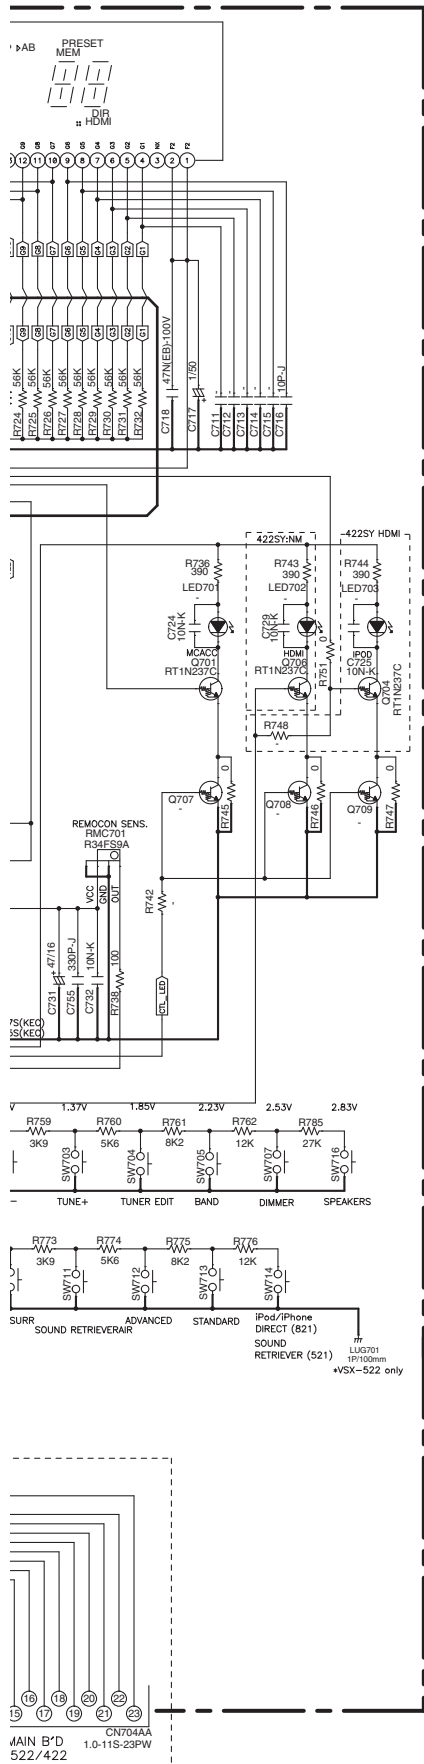 ▹AB
PRESET
MEM
DIR
HDMI
G9 G8 G7 G6 G5 G4 G3 G2 G1 NX F2 F2
12 11 10 9 8 7 6 5 4 3 2 1
G9 G8 G7 G6 G5 G4 G3 G2 G1
G9 G8 G7 G6 G5 G4 G3 G2 G1
R724 56K
R725 56K
R726 56K
R727 56K
R728 56K
R729 56K
R730 56K
R731 56K
R732 56K
C718 47N(EB)-100V
C717 1/50
C711
C712
C713
C714
C715
C716 10P-J
422SY:NM
-422SY HDMI
R736
390
LED701
C724
10N-K
MCACC
Q701
RT1N237C
R743
390
LED702
C729
10N-K
HDMI
Q706
RT1N237C
R751 0
R744
390
LED703
IPOD
C725
10N-K
Q704
RT1N237C
R748
Q707
R745 0
Q708
R746 0
Q709
R747 0
REMOCON SENS.
RMC701
R34FS9A
VCC
GND
OUT
R742
C731 47/16
C755 330P-J
C732 10N-K
R738 100
CTL_LED
7S(KEC)
5S(KEC)
V 1.37V 1.85V 2.23V 2.53V 2.83V
R759 R760 R761 R762 R785
3K9 5K6 8K2 12K 27K
SW703 SW704 SW705 SW707 SW716
TUNE+ TUNER EDIT BAND DIMMER SPEAKERS
R773 R774 R775 R776
3K9 5K6 8K2 12K
SW711 SW712 SW713 SW714
SURR
SOUND RETRIEVERAIR
ADVANCED
STANDARD
iPod/iPhone
DIRECT (821)
SOUND
RETRIEVER (521)
LUG701
1P/100mm
*VSX-522 only
15 16 17 18 19 20 21 22 23
MAIN B'D
522/422
CN704AA
1.0-11S-23PW